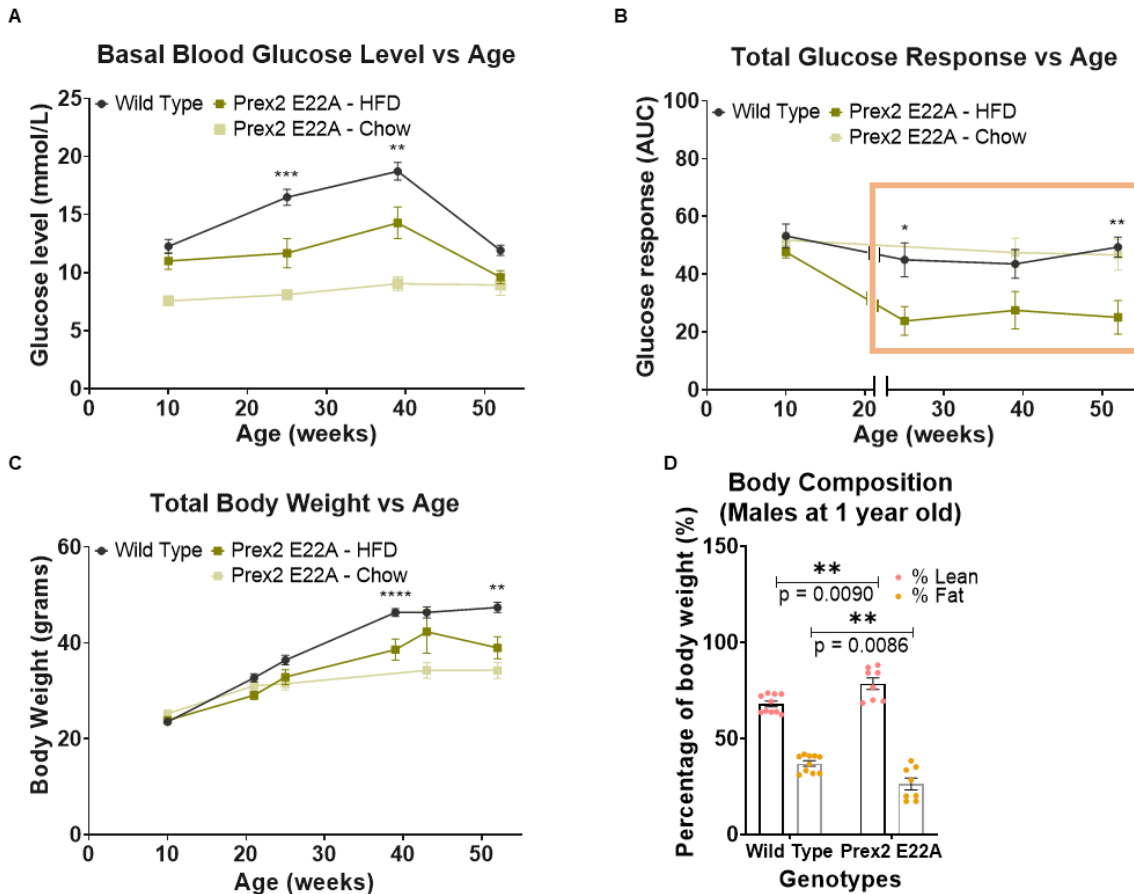 A
Basal Blood Glucose Level vs Age
Wild Type
Prex2 E22A - HFD
Prex2 E22A - Chow
Glucose level (mmol/L)
25
20
15
10
5
0
***
**
0 10 20 30 40 50
Age (weeks)
B
Total Glucose Response vs Age
Wild Type
Prex2 E22A - HFD
Prex2 E22A - Chow
Glucose response (AUC)
100
80
60
40
20
0
*
**
0 10 20 30 40 50
Age (weeks)
C
Total Body Weight vs Age
Wild Type
Prex2 E22A - HFD
Prex2 E22A - Chow
Body Weight (grams)
60
40
20
0
****
**
0 10 20 30 40 50
Age (weeks)
D
Body Composition
(Males at 1 year old)
Percentage of body weight (%)
150
100
50
0
% Lean
% Fat
**
p = 0.0090
**
p = 0.0086
Wild Type Prex2 E22A
Genotypes